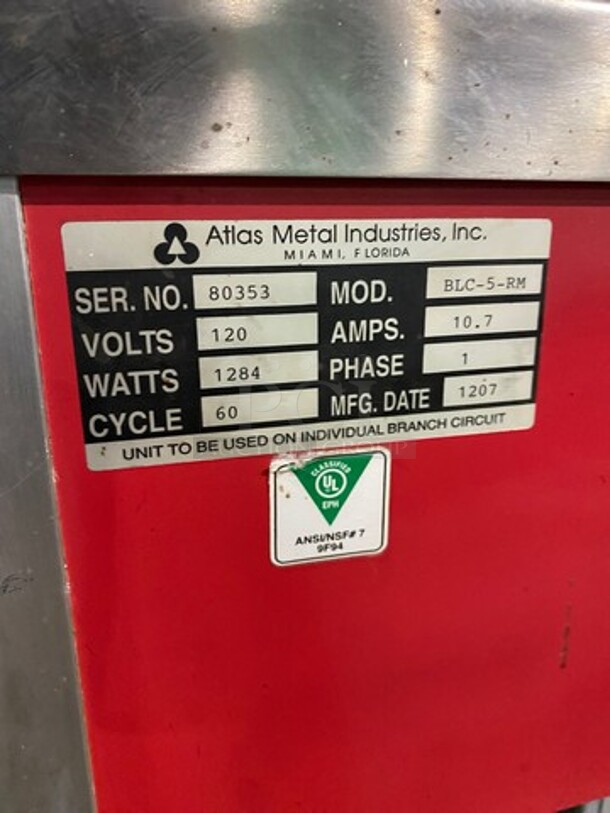 Atlas Metal Industries, Inc.
MIAMI, FLORIDA
SER. NO. 80353 MOD. BLC-5-RM
VOLTS 120 AMPS. 10.7
WATTS 1284 PHASE 1
CYCLE 60 MFG. DATE 1207
UNIT TO BE USED ON INDIVIDUAL BRANCH CIRCUIT
CLASSIFIED
UL
EPH
ANSI/NSF# 7
9F94